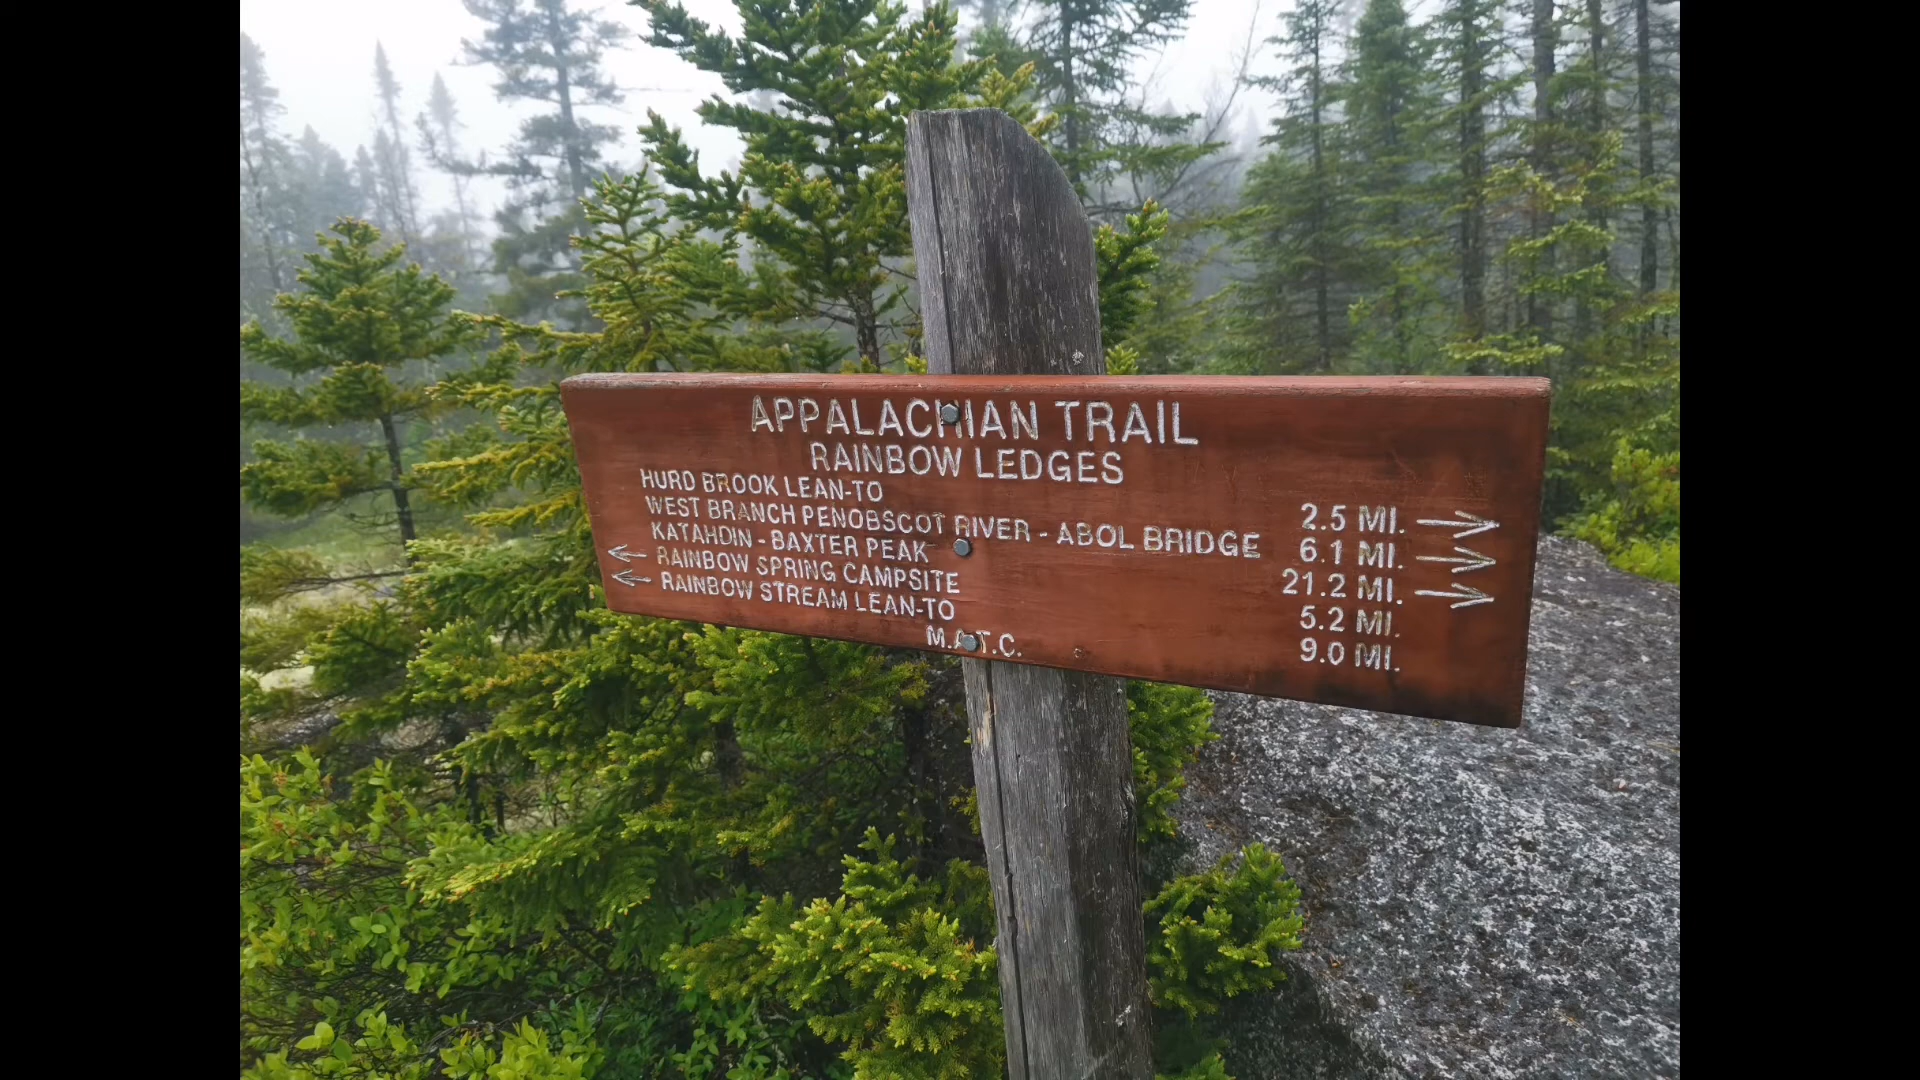 APPALACHIAN TRAIL
RAINBOW LEDGES
HURD BROOK LEAN-TO 2.5 MI. →
WEST BRANCH PENOBSCOT RIVER - ABOL BRIDGE 6.1 MI. →
KATAHDIN - BAXTER PEAK 21.2 MI. →
← RAINBOW SPRING CAMPSITE 5.2 MI.
← RAINBOW STREAM LEAN-TO 9.0 MI.
M.A.T.C.